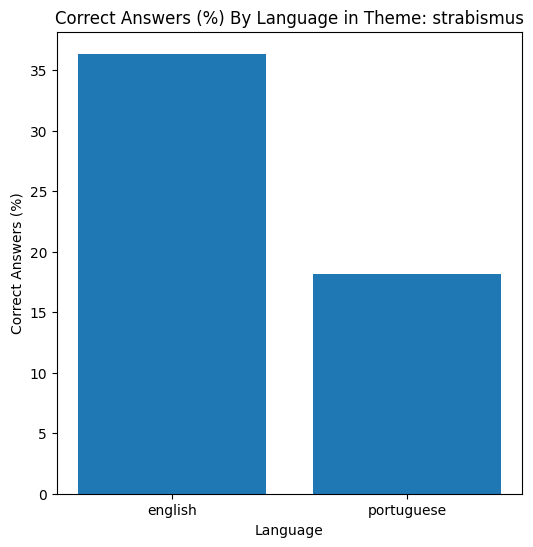 Correct Answers (%) By Language in Theme: strabismus
Correct Answers (%)
35
30
25
20
15
10
5
0
english portuguese
Language